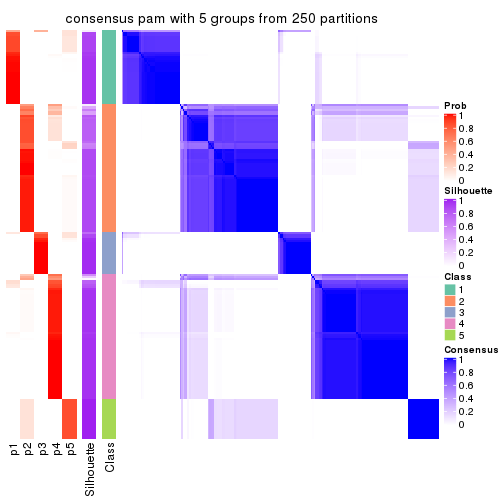 consensus pam with 5 groups from 250 partitions
Prob
1
0.8
0.6
0.4
0.2
0
Silhouette
1
0.8
0.6
0.4
0.2
0
Class
1
2
3
4
5
Consensus
1
0.8
0.6
0.4
0.2
0
p1
p2
p3
p4
p5
Silhouette
Class